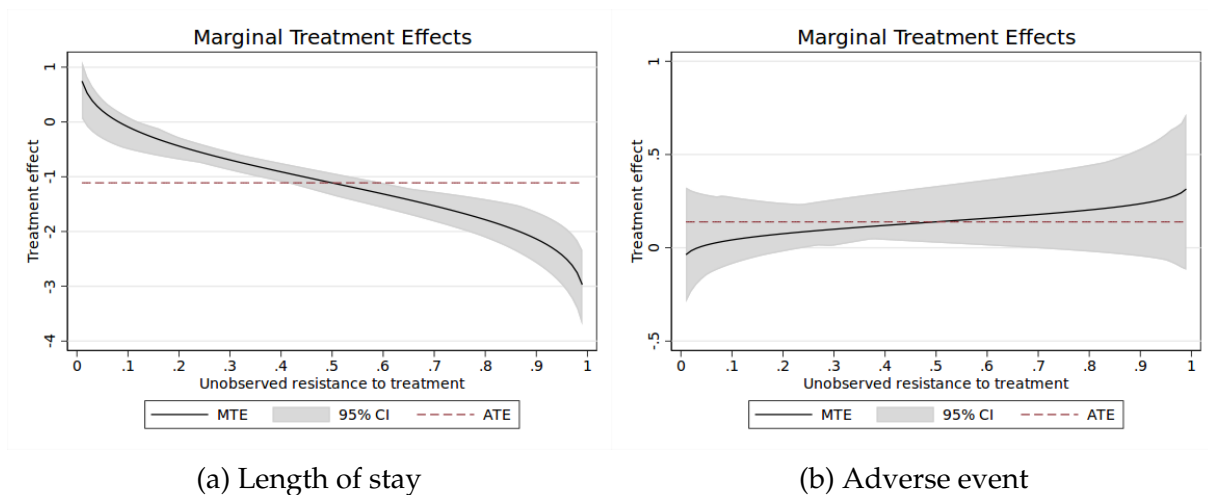 Marginal Treatment Effects
Treatment effect
1
0
-1
-2
-3
-4
0 .1 .2 .3 .4 .5 .6 .7 .8 .9 1
Unobserved resistance to treatment
MTE 95% CI ATE
(a) Length of stay
Marginal Treatment Effects
Treatment effect
1
.5
0
-.5
0 .1 .2 .3 .4 .5 .6 .7 .8 .9 1
Unobserved resistance to treatment
MTE 95% CI ATE
(b) Adverse event